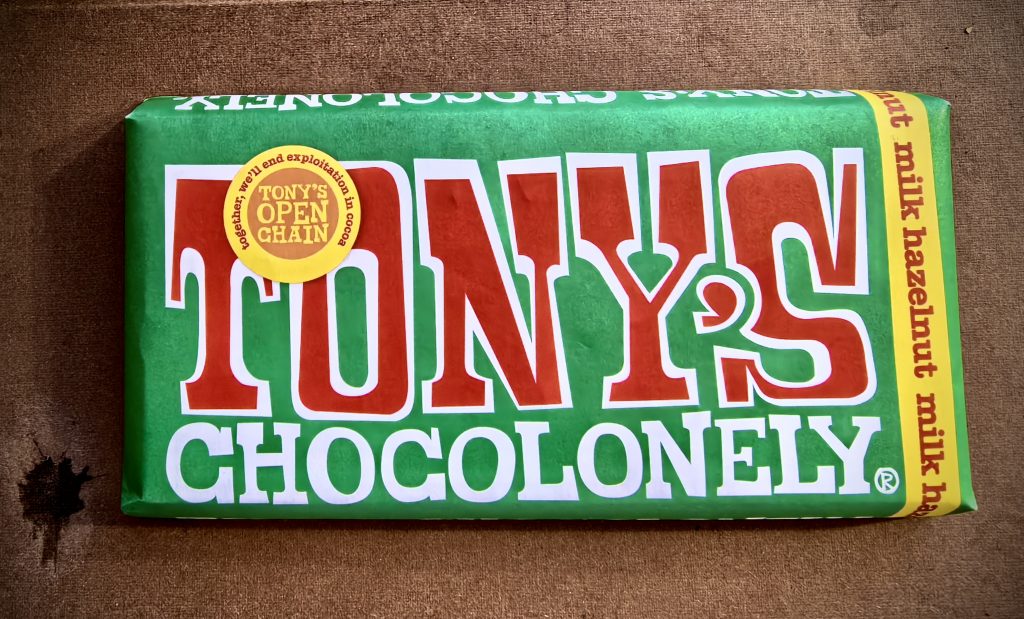 TONY'S CHOCOLONELY
together, we'll end exploitation in cocoa
TONY'S
OPEN
CHAIN
TONY'S
CHOCOLONELY®
milk hazelnut milk